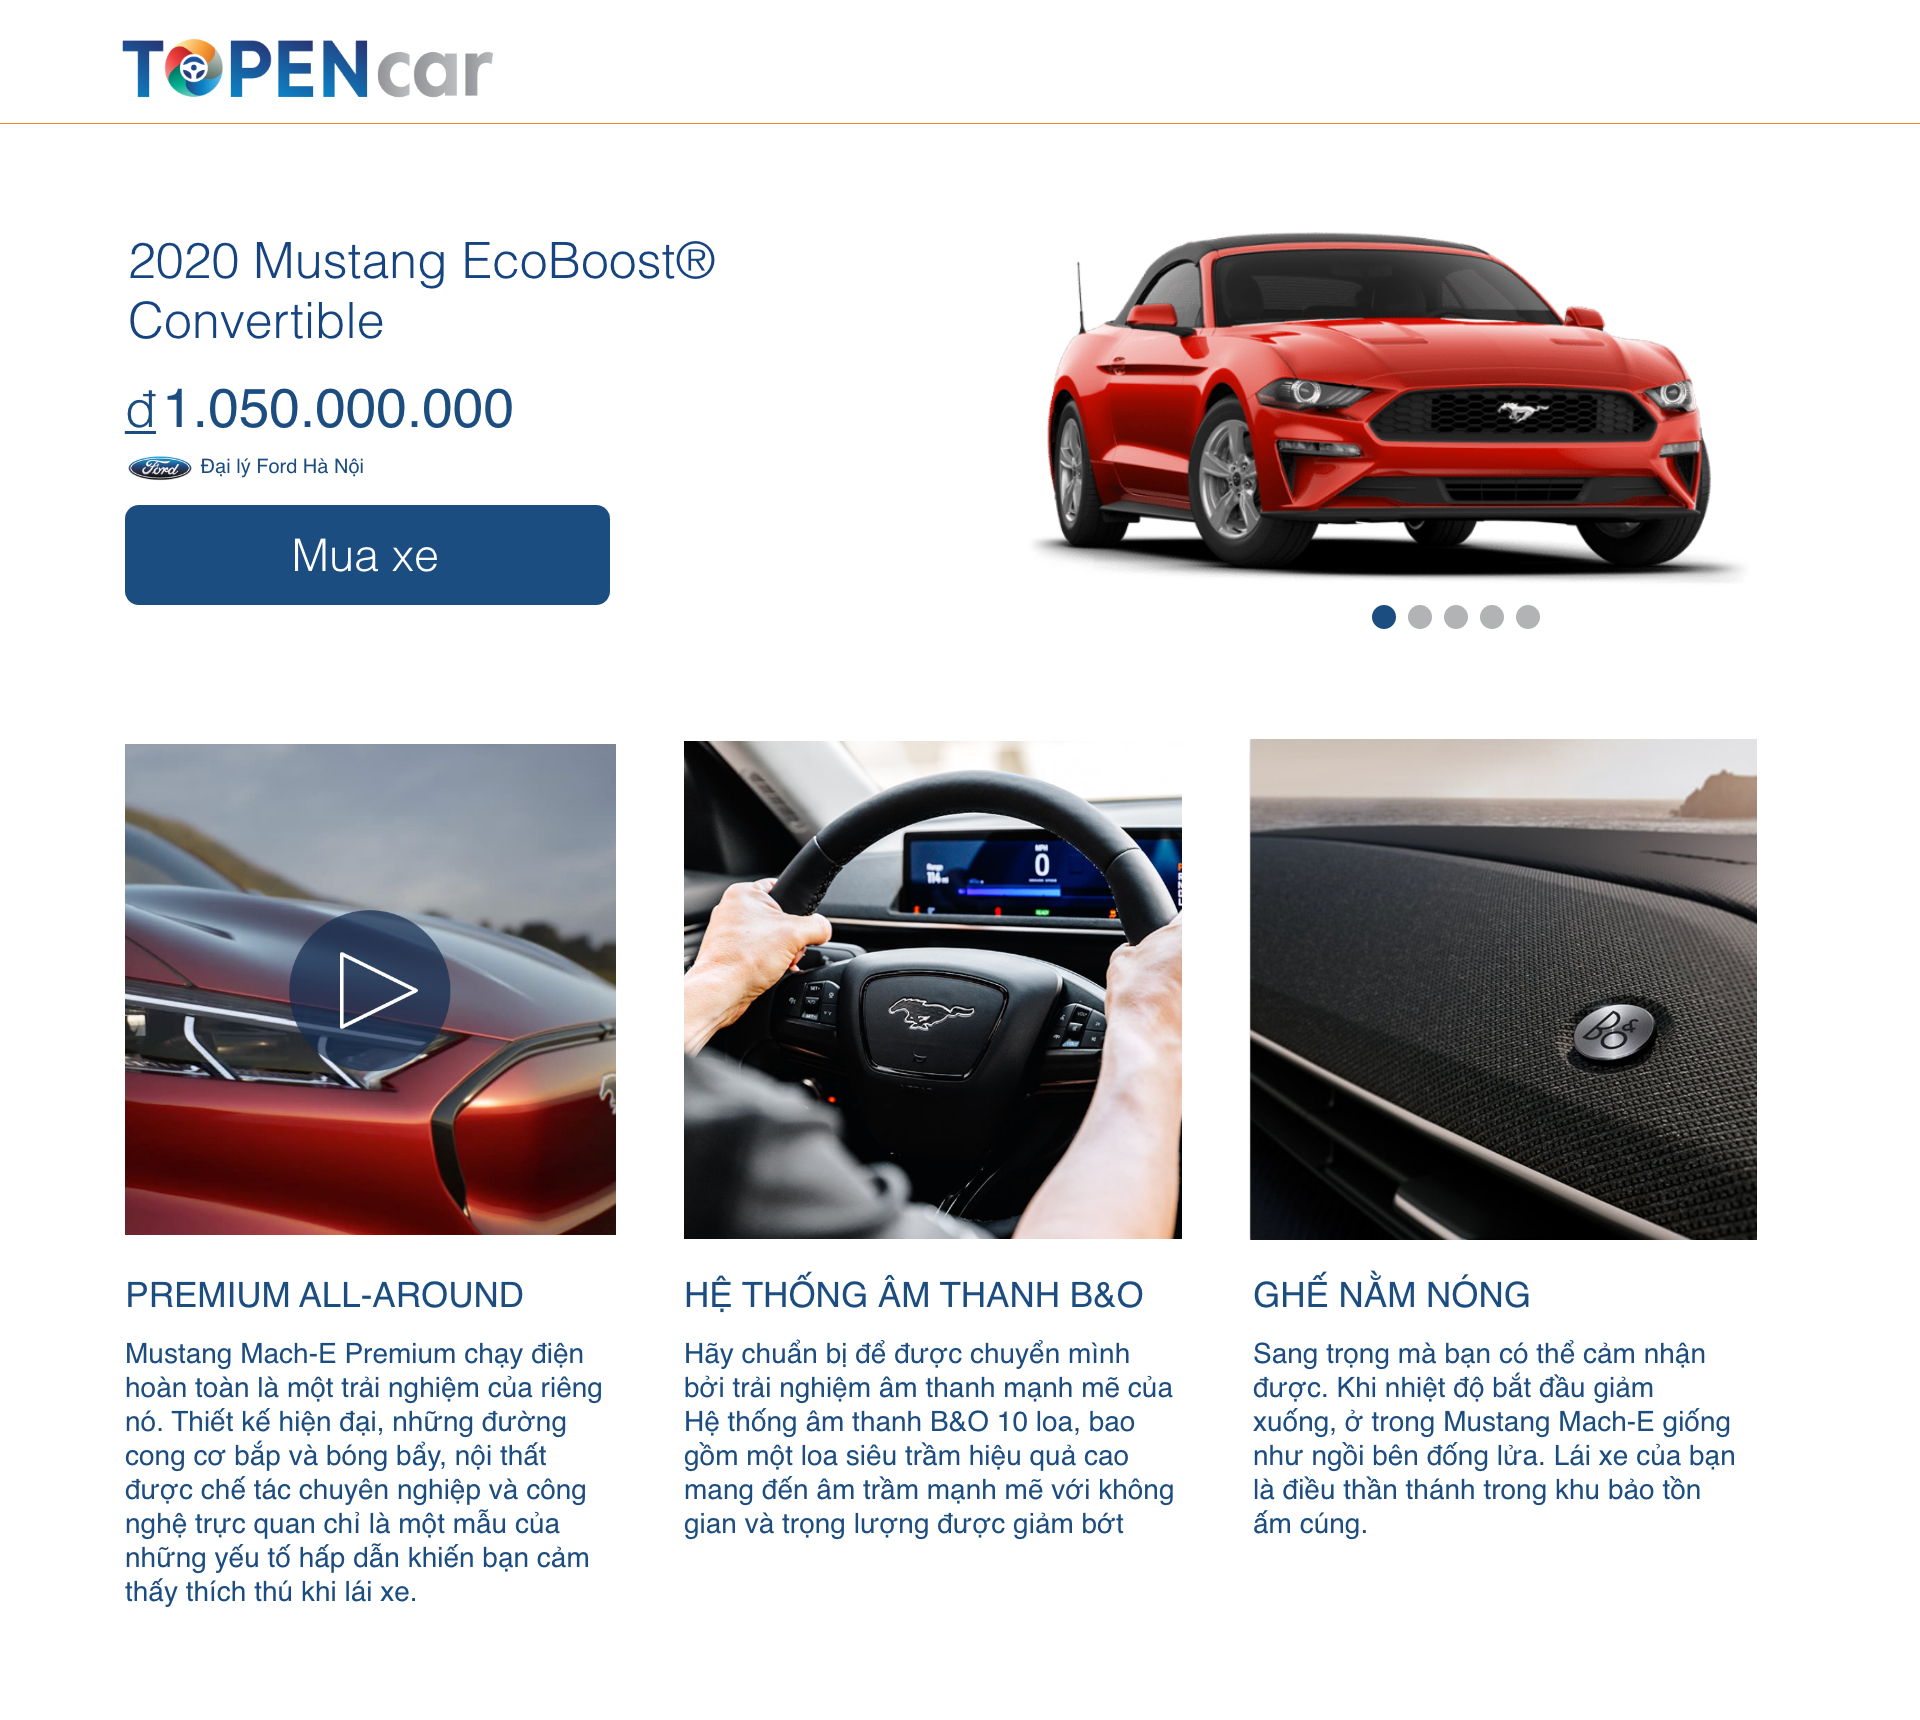 TOPENcar
2020 Mustang EcoBoost®
Convertible
đ1.050.000.000
Ford Đại lý Ford Hà Nội
Mua xe
MPH
0
B&O
PREMIUM ALL-AROUND
Mustang Mach-E Premium chạy điện
hoàn toàn là một trải nghiệm của riêng
nó. Thiết kế hiện đại, những đường
cong cơ bắp và bóng bẩy, nội thất
được chế tác chuyên nghiệp và công
nghệ trực quan chỉ là một mẫu của
những yếu tố hấp dẫn khiến bạn cảm
thấy thích thú khi lái xe.
HỆ THỐNG ÂM THANH B&O
Hãy chuẩn bị để được chuyển mình
bởi trải nghiệm âm thanh mạnh mẽ của
Hệ thống âm thanh B&O 10 loa, bao
gồm một loa siêu trầm hiệu quả cao
mang đến âm trầm mạnh mẽ với không
gian và trọng lượng được giảm bớt
GHẾ NẰM NÓNG
Sang trọng mà bạn có thể cảm nhận
được. Khi nhiệt độ bắt đầu giảm
xuống, ở trong Mustang Mach-E giống
như ngồi bên đống lửa. Lái xe của bạn
là điều thần thánh trong khu bảo tồn
ấm cúng.